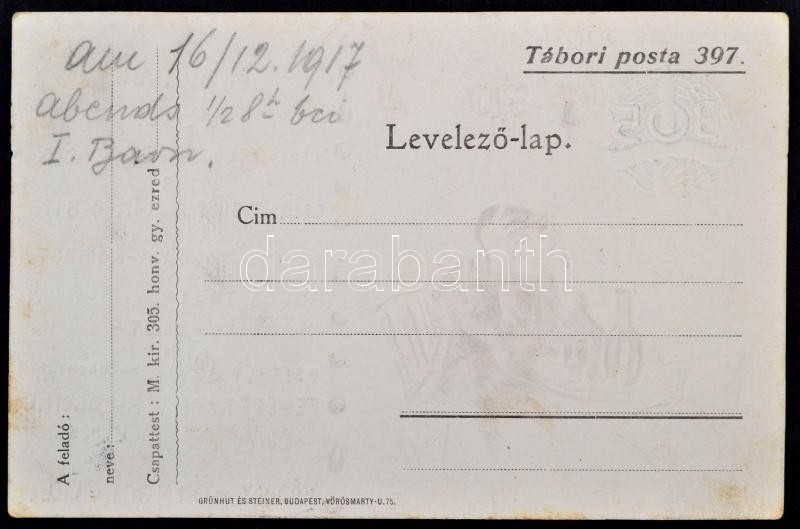 am 16/12.1917
abends 1/2 8h bei
I. Baon.
Tábori posta 397.
Levelező-lap.
Cim
darabanth
A feladó:
neve:
Csapattest: M. kir. 305. honv. gy. ezred
GRÜNHUT ÉS STEINER, BUDAPEST, VÖRÖSMARTY-U. 75.